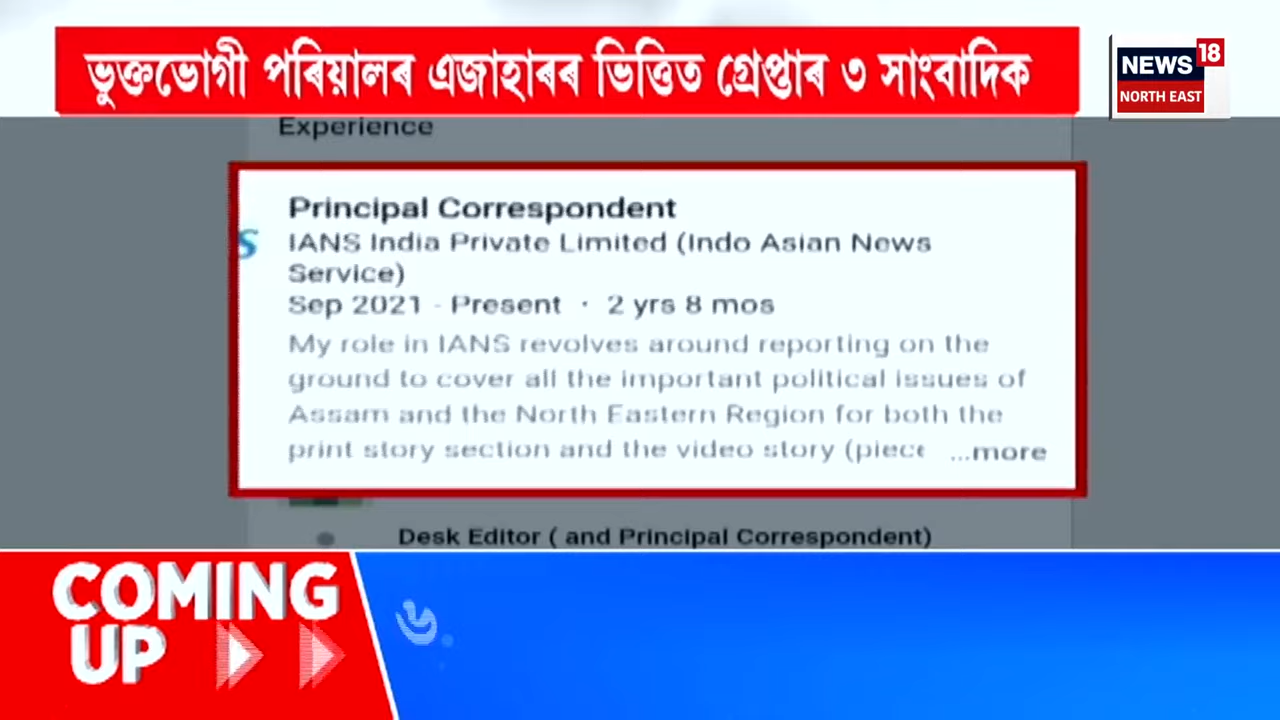 ভুক্তভোগী পৰিয়ালৰ এজাহাৰৰ ভিত্তিত গ্ৰেপ্তাৰ ৩ সাংবাদিক
NEWS 18
NORTH EAST
Experience
Principal Correspondent
IANS India Private Limited (Indo Asian News
Service)
Sep 2021 - Present · 2 yrs 8 mos
My role in IANS revolves around reporting on the
ground to cover all the important political issues of
Assam and the North Eastern Region for both the
print story section and the video story (piece ...more
Desk Editor ( and Principal Correspondent)
COMING
UP
৬.